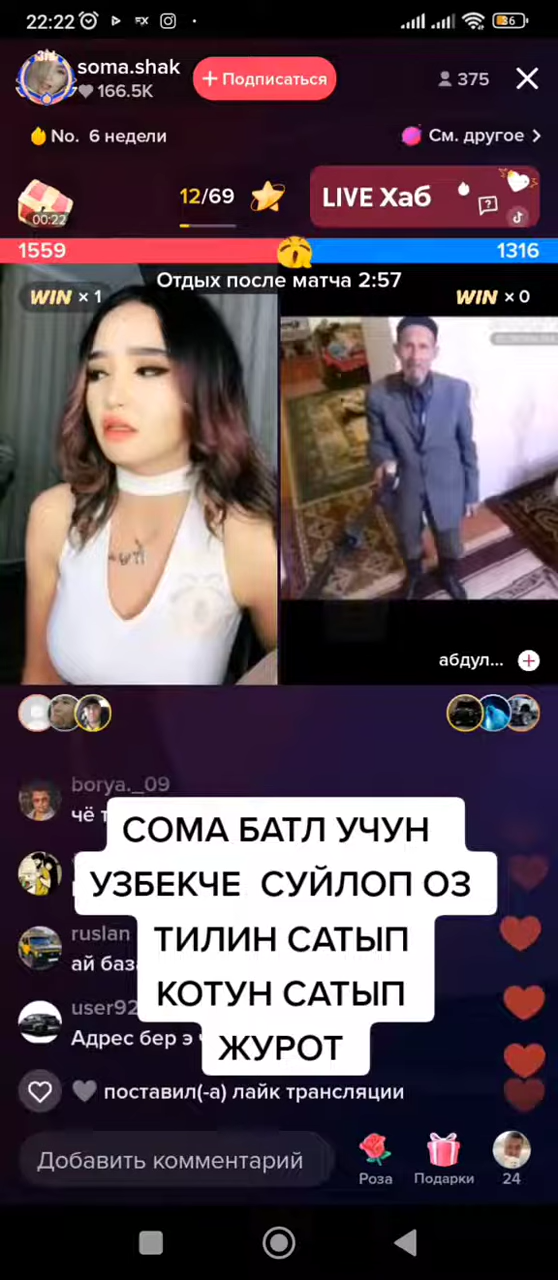 22:22
86
soma.shak
166.5K
+ Подписаться
375
No. 6 недели
См. другое >
00:22
12/69
LIVE Хаб
1559
1316
Отдых после матча 2:57
WIN × 1
WIN × 0
абдул...
borya._09
чё
СОМА БАТЛ УЧУН
УЗБЕКЧЕ СУЙЛОП ОЗ
ТИЛИН САТЫП
КОТУН САТЫП
ЖУРОТ
ruslan
ай баз
user92
Адрес бер э
поставил(-а) лайк трансляции
Добавить комментарий
Роза
Подарки
24